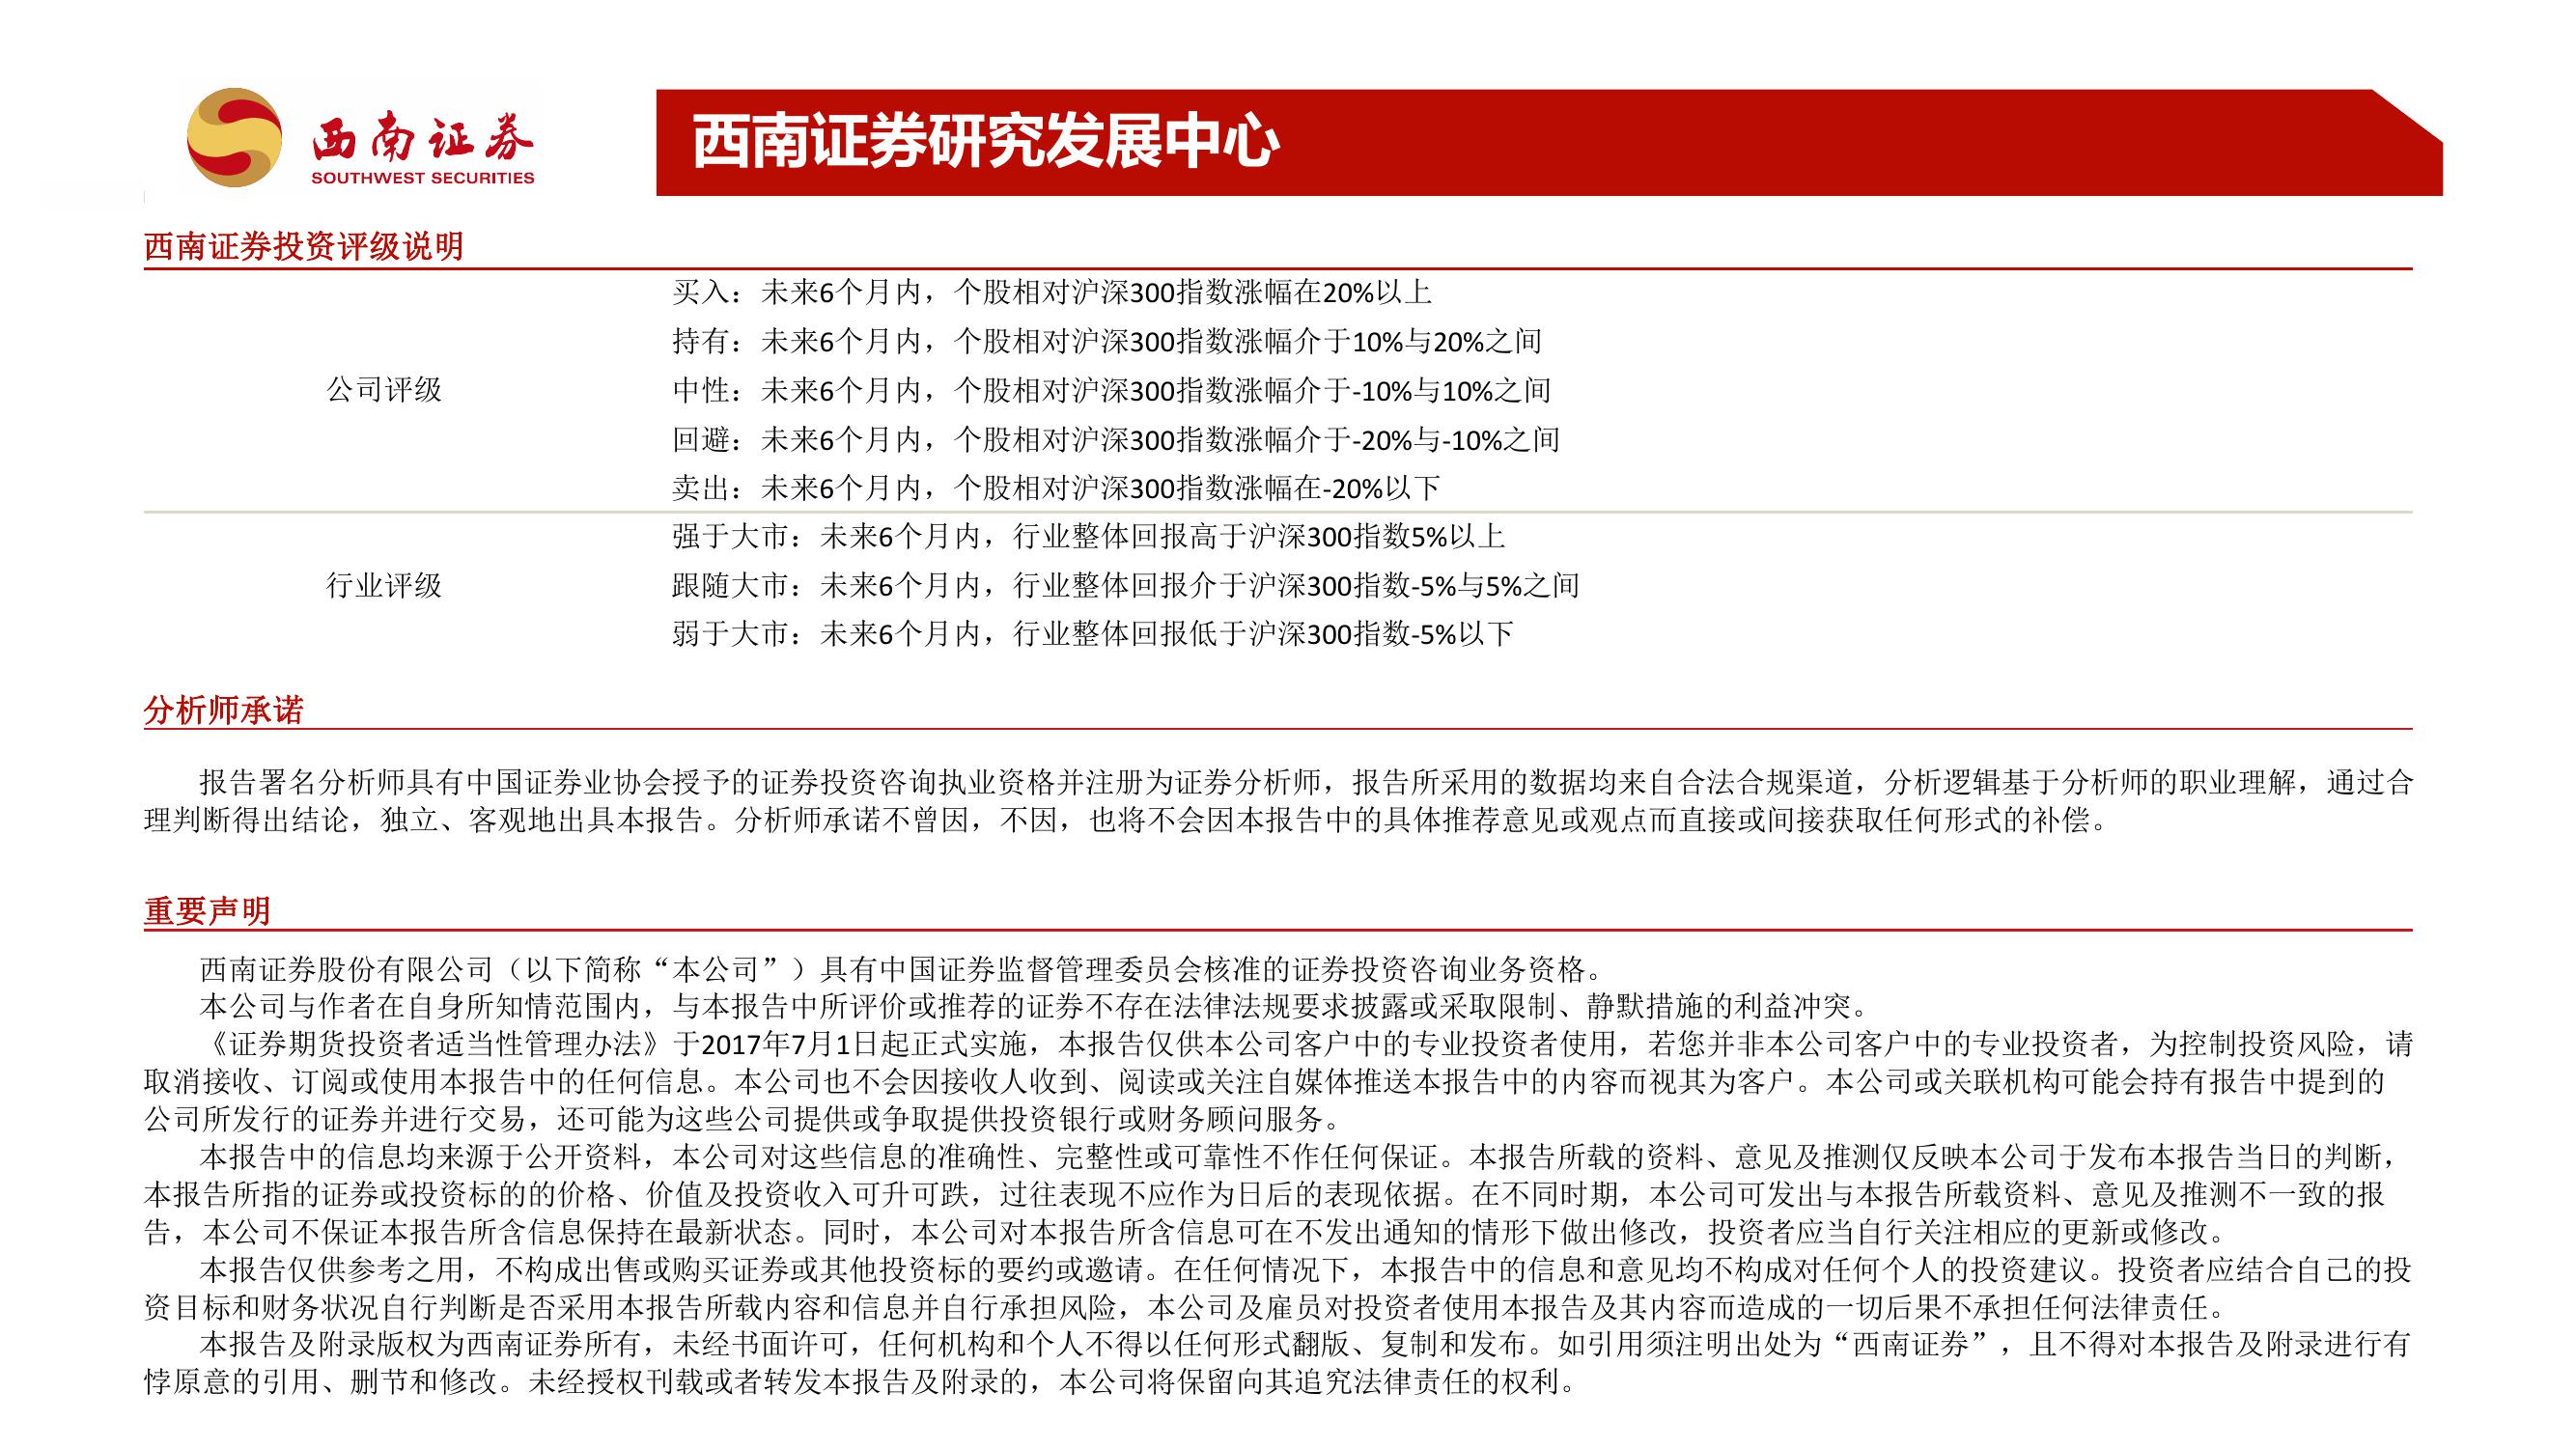 西南证券
SOUTHWEST SECURITIES
西南证券研究发展中心
西南证券投资评级说明
公司评级
买入：未来6个月内，个股相对沪深300指数涨幅在20%以上
持有：未来6个月内，个股相对沪深300指数涨幅介于10%与20%之间
中性：未来6个月内，个股相对沪深300指数涨幅介于-10%与10%之间
回避：未来6个月内，个股相对沪深300指数涨幅介于-20%与-10%之间
卖出：未来6个月内，个股相对沪深300指数涨幅在-20%以下
行业评级
强于大市：未来6个月内，行业整体回报高于沪深300指数5%以上
跟随大市：未来6个月内，行业整体回报介于沪深300指数-5%与5%之间
弱于大市：未来6个月内，行业整体回报低于沪深300指数-5%以下
分析师承诺
报告署名分析师具有中国证券业协会授予的证券投资咨询执业资格并注册为证券分析师，报告所采用的数据均来自合法合规渠道，分析逻辑基于分析师的职业理解，通过合
理判断得出结论，独立、客观地出具本报告。分析师承诺不曾因，不因，也将不会因本报告中的具体推荐意见或观点而直接或间接获取任何形式的补偿。
重要声明
西南证券股份有限公司（以下简称“本公司”）具有中国证券监督管理委员会核准的证券投资咨询业务资格。
本公司与作者在自身所知情范围内，与本报告中所评价或推荐的证券不存在法律法规要求披露或采取限制、静默措施的利益冲突。
《证券期货投资者适当性管理办法》于2017年7月1日起正式实施，本报告仅供本公司客户中的专业投资者使用，若您并非本公司客户中的专业投资者，为控制投资风险，请
取消接收、订阅或使用本报告中的任何信息。本公司也不会因接收人收到、阅读或关注自媒体推送本报告中的内容而视其为客户。本公司或关联机构可能会持有报告中提到的
公司所发行的证券并进行交易，还可能为这些公司提供或争取提供投资银行或财务顾问服务。
本报告中的信息均来源于公开资料，本公司对这些信息的准确性、完整性或可靠性不作任何保证。本报告所载的资料、意见及推测仅反映本公司于发布本报告当日的判断，
本报告所指的证券或投资标的的价格、价值及投资收入可升可跌，过往表现不应作为日后的表现依据。在不同时期，本公司可发出与本报告所载资料、意见及推测不一致的报
告，本公司不保证本报告所含信息保持在最新状态。同时，本公司对本报告所含信息可在不发出通知的情形下做出修改，投资者应当自行关注相应的更新或修改。
本报告仅供参考之用，不构成出售或购买证券或其他投资标的要约或邀请。在任何情况下，本报告中的信息和意见均不构成对任何个人的投资建议。投资者应结合自己的投
资目标和财务状况自行判断是否采用本报告所载内容和信息并自行承担风险，本公司及雇员对投资者使用本报告及其内容而造成的一切后果不承担任何法律责任。
本报告及附录版权为西南证券所有，未经书面许可，任何机构和个人不得以任何形式翻版、复制和发布。如引用须注明出处为“西南证券”，且不得对本报告及附录进行有
悖原意的引用、删节和修改。未经授权刊载或者转发本报告及附录的，本公司将保留向其追究法律责任的权利。